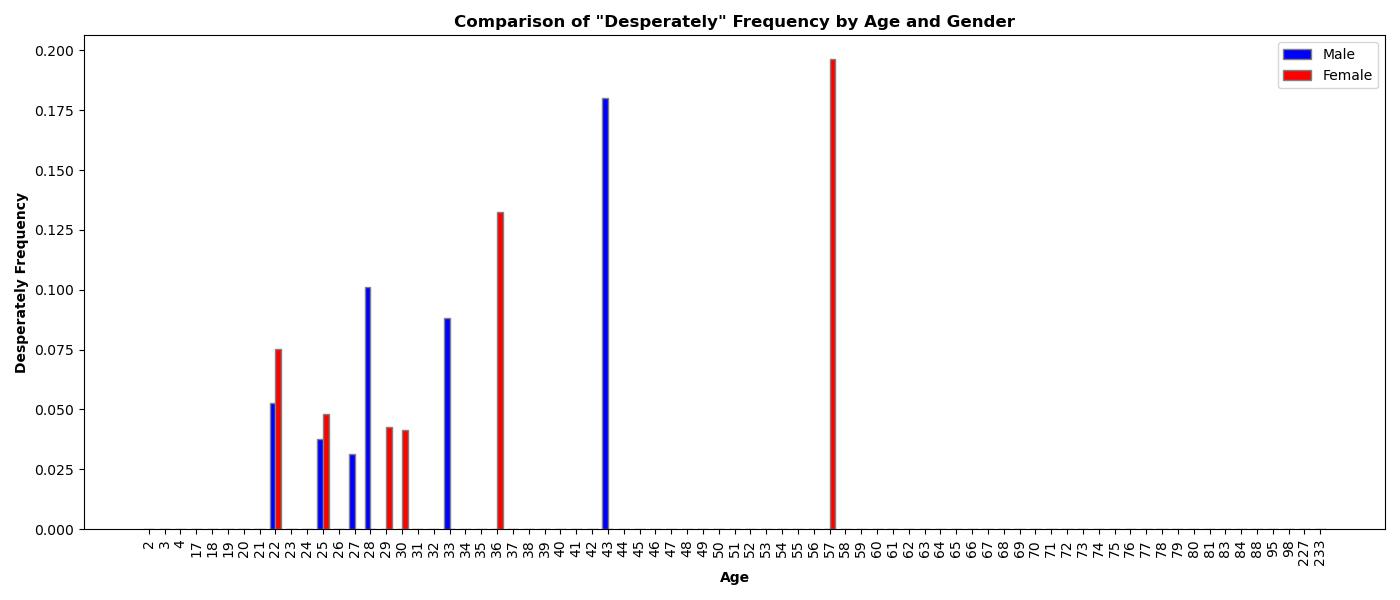 Comparison of "Desperately" Frequency by Age and Gender
Male
Female
Desperately Frequency
0.200
0.175
0.150
0.125
0.100
0.075
0.050
0.025
0.000
2 3 4 17 18 19 20 21 22 23 24 25 26 27 28 29 30 31 32 33 34 35 36 37 38 39 40 41 42 43 44 45 46 47 48 49 50 51 52 53 54 55 56 57 58 59 60 61 62 63 64 65 66 67 68 69 70 71 72 73 74 75 76 77 78 79 80 81 83 84 88 95 98 227 233
Age